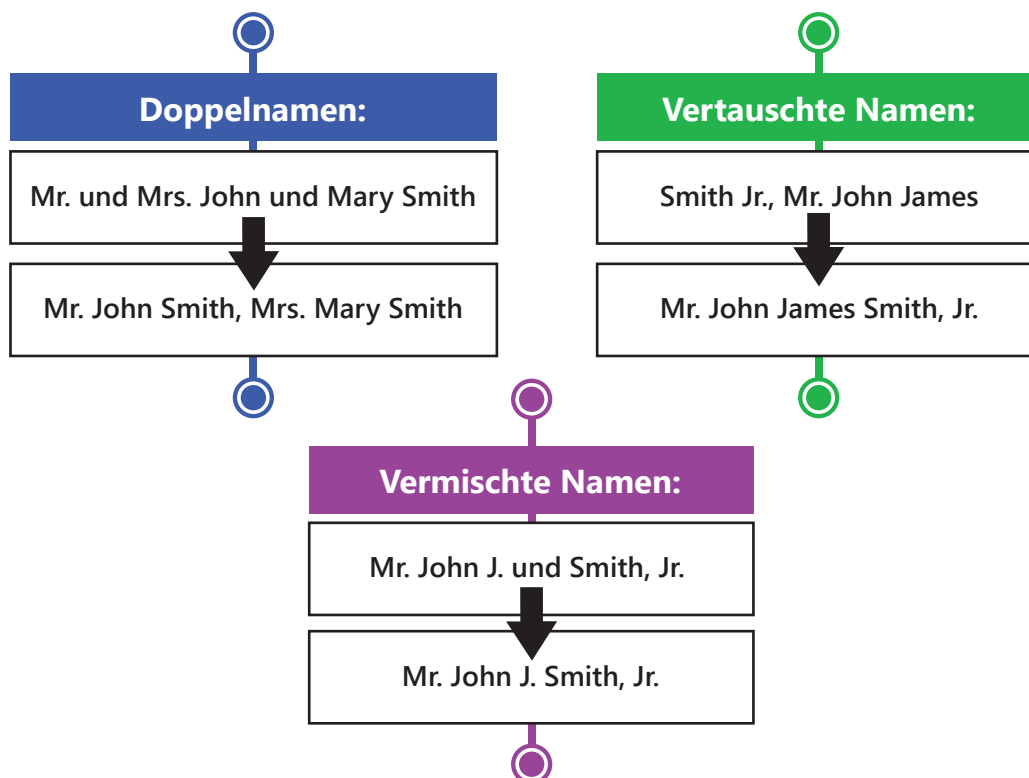 Doppelnamen:
Mr. und Mrs. John und Mary Smith
Mr. John Smith, Mrs. Mary Smith
Vertauschte Namen:
Smith Jr., Mr. John James
Mr. John James Smith, Jr.
Vermischte Namen:
Mr. John J. und Smith, Jr.
Mr. John J. Smith, Jr.